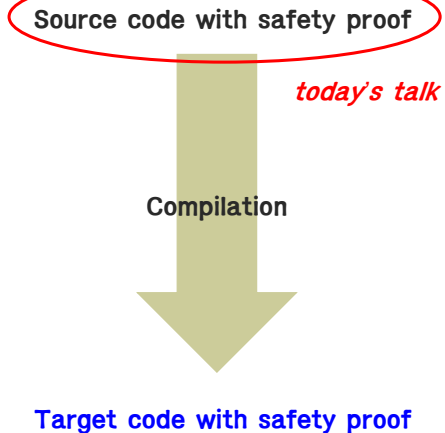 Source code with safety proof
today's talk
Compilation
Target code with safety proof